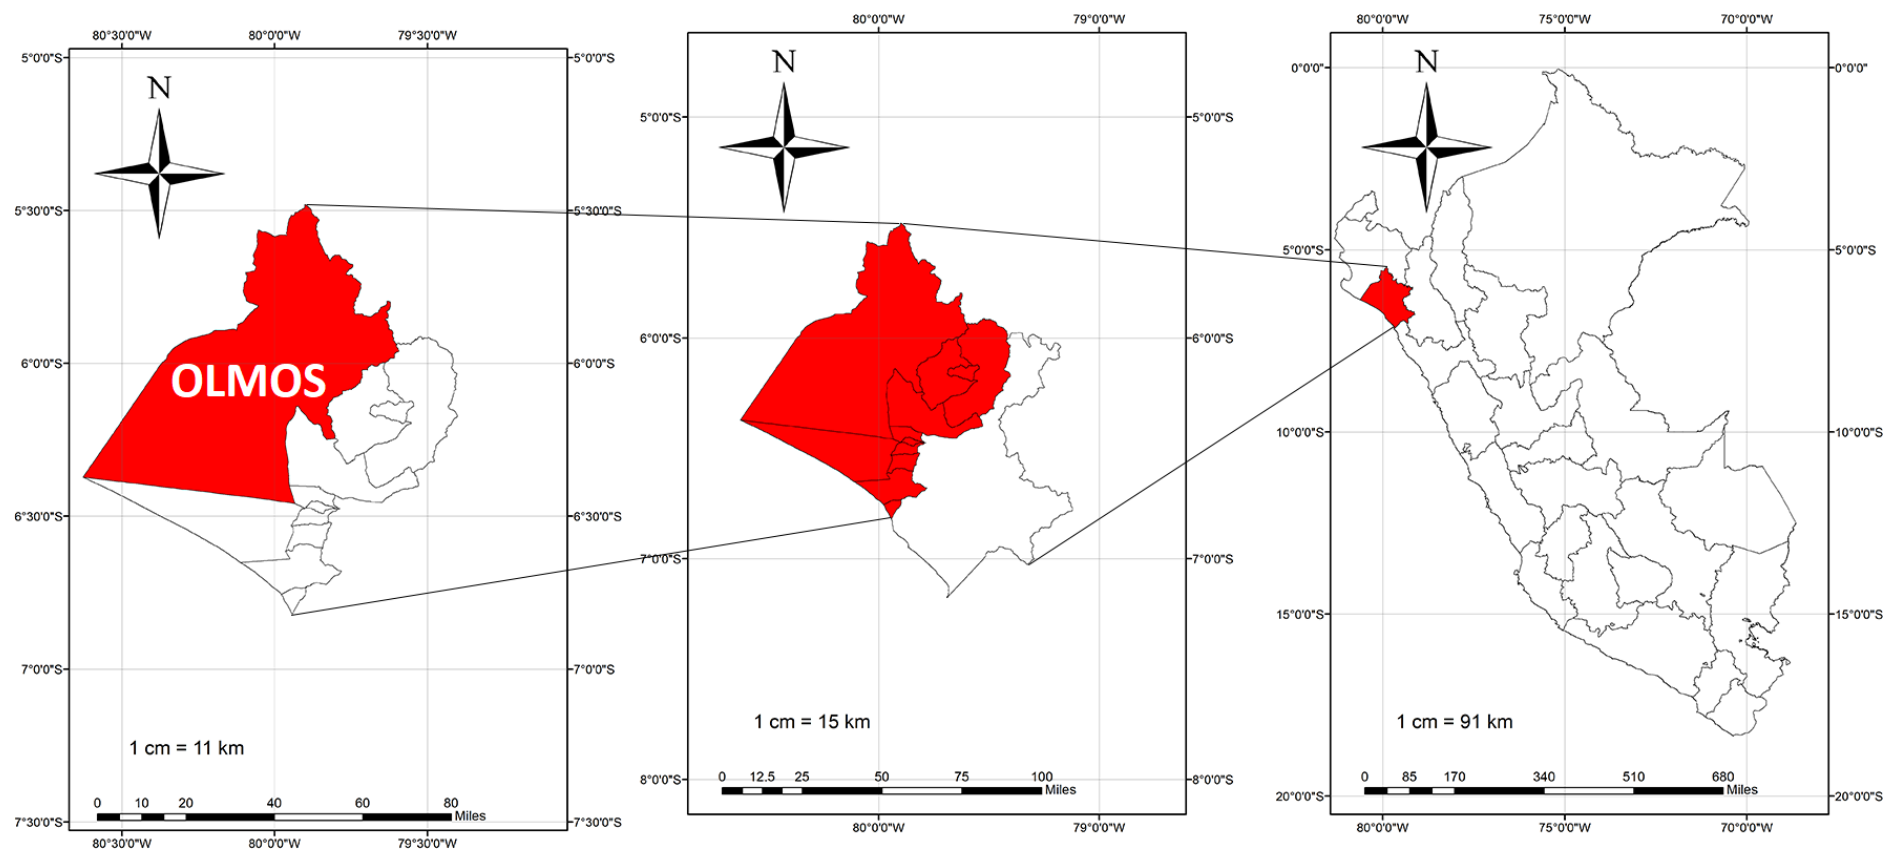 80°30'0"W 80°0'0"W 79°30'0"W
5°0'0"S 5°0'0"S
N
5°30'0"S 5°30'0"S
6°0'0"S 6°0'0"S
OLMOS
6°30'0"S 6°30'0"S
7°0'0"S 7°0'0"S
1 cm = 11 km
0 10 20 40 60 80
Miles
7°30'0"S 7°30'0"S
80°30'0"W 80°0'0"W 79°30'0"W
80°0'0"W 79°0'0"W
N
5°0'0"S 5°0'0"S
6°0'0"S 6°0'0"S
7°0'0"S 7°0'0"S
1 cm = 15 km
0 12.5 25 50 75 100
Miles
8°0'0"S 8°0'0"S
80°0'0"W 79°0'0"W
80°0'0"W 75°0'0"W 70°0'0"W
N
0°0'0" 0°0'0"
5°0'0"S 5°0'0"S
10°0'0"S 10°0'0"S
15°0'0"S 15°0'0"S
1 cm = 91 km
0 85 170 340 510 680
Miles
20°0'0"S 20°0'0"S
80°0'0"W 75°0'0"W 70°0'0"W